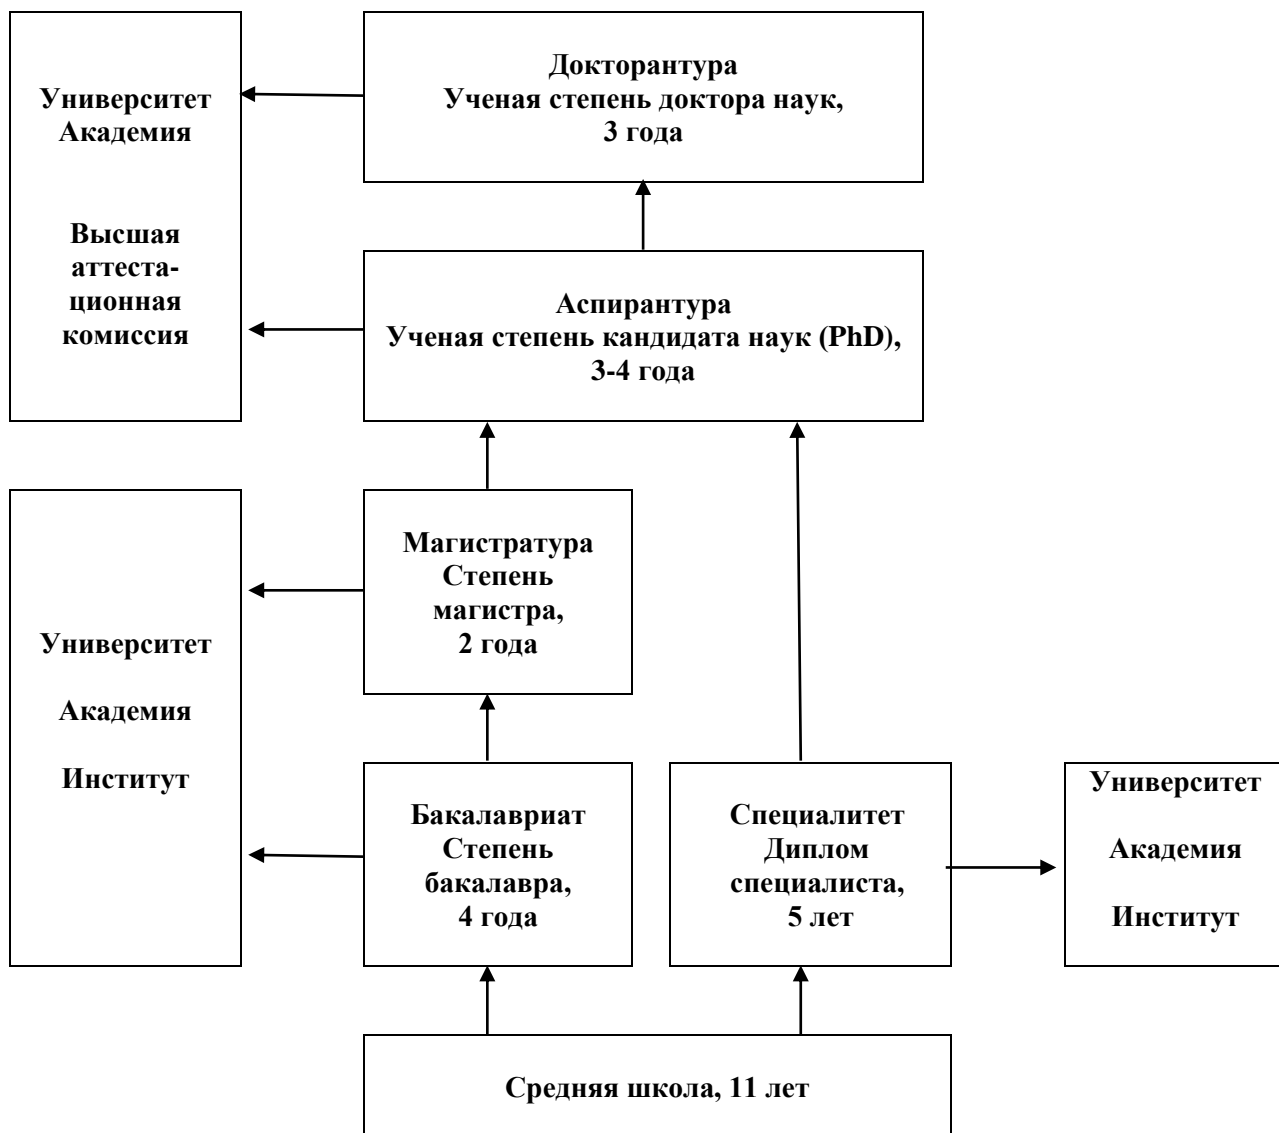 Университет
Академия
Высшая
аттеста-
ционная
комиссия
Докторантура
Ученая степень доктора наук,
3 года
Аспирантура
Ученая степень кандидата наук (PhD),
3-4 года
Университет
Академия
Институт
Магистратура
Степень
магистра,
2 года
Бакалавриат
Степень
бакалавра,
4 года
Специалитет
Диплом
специалиста,
5 лет
Университет
Академия
Институт
Средняя школа, 11 лет